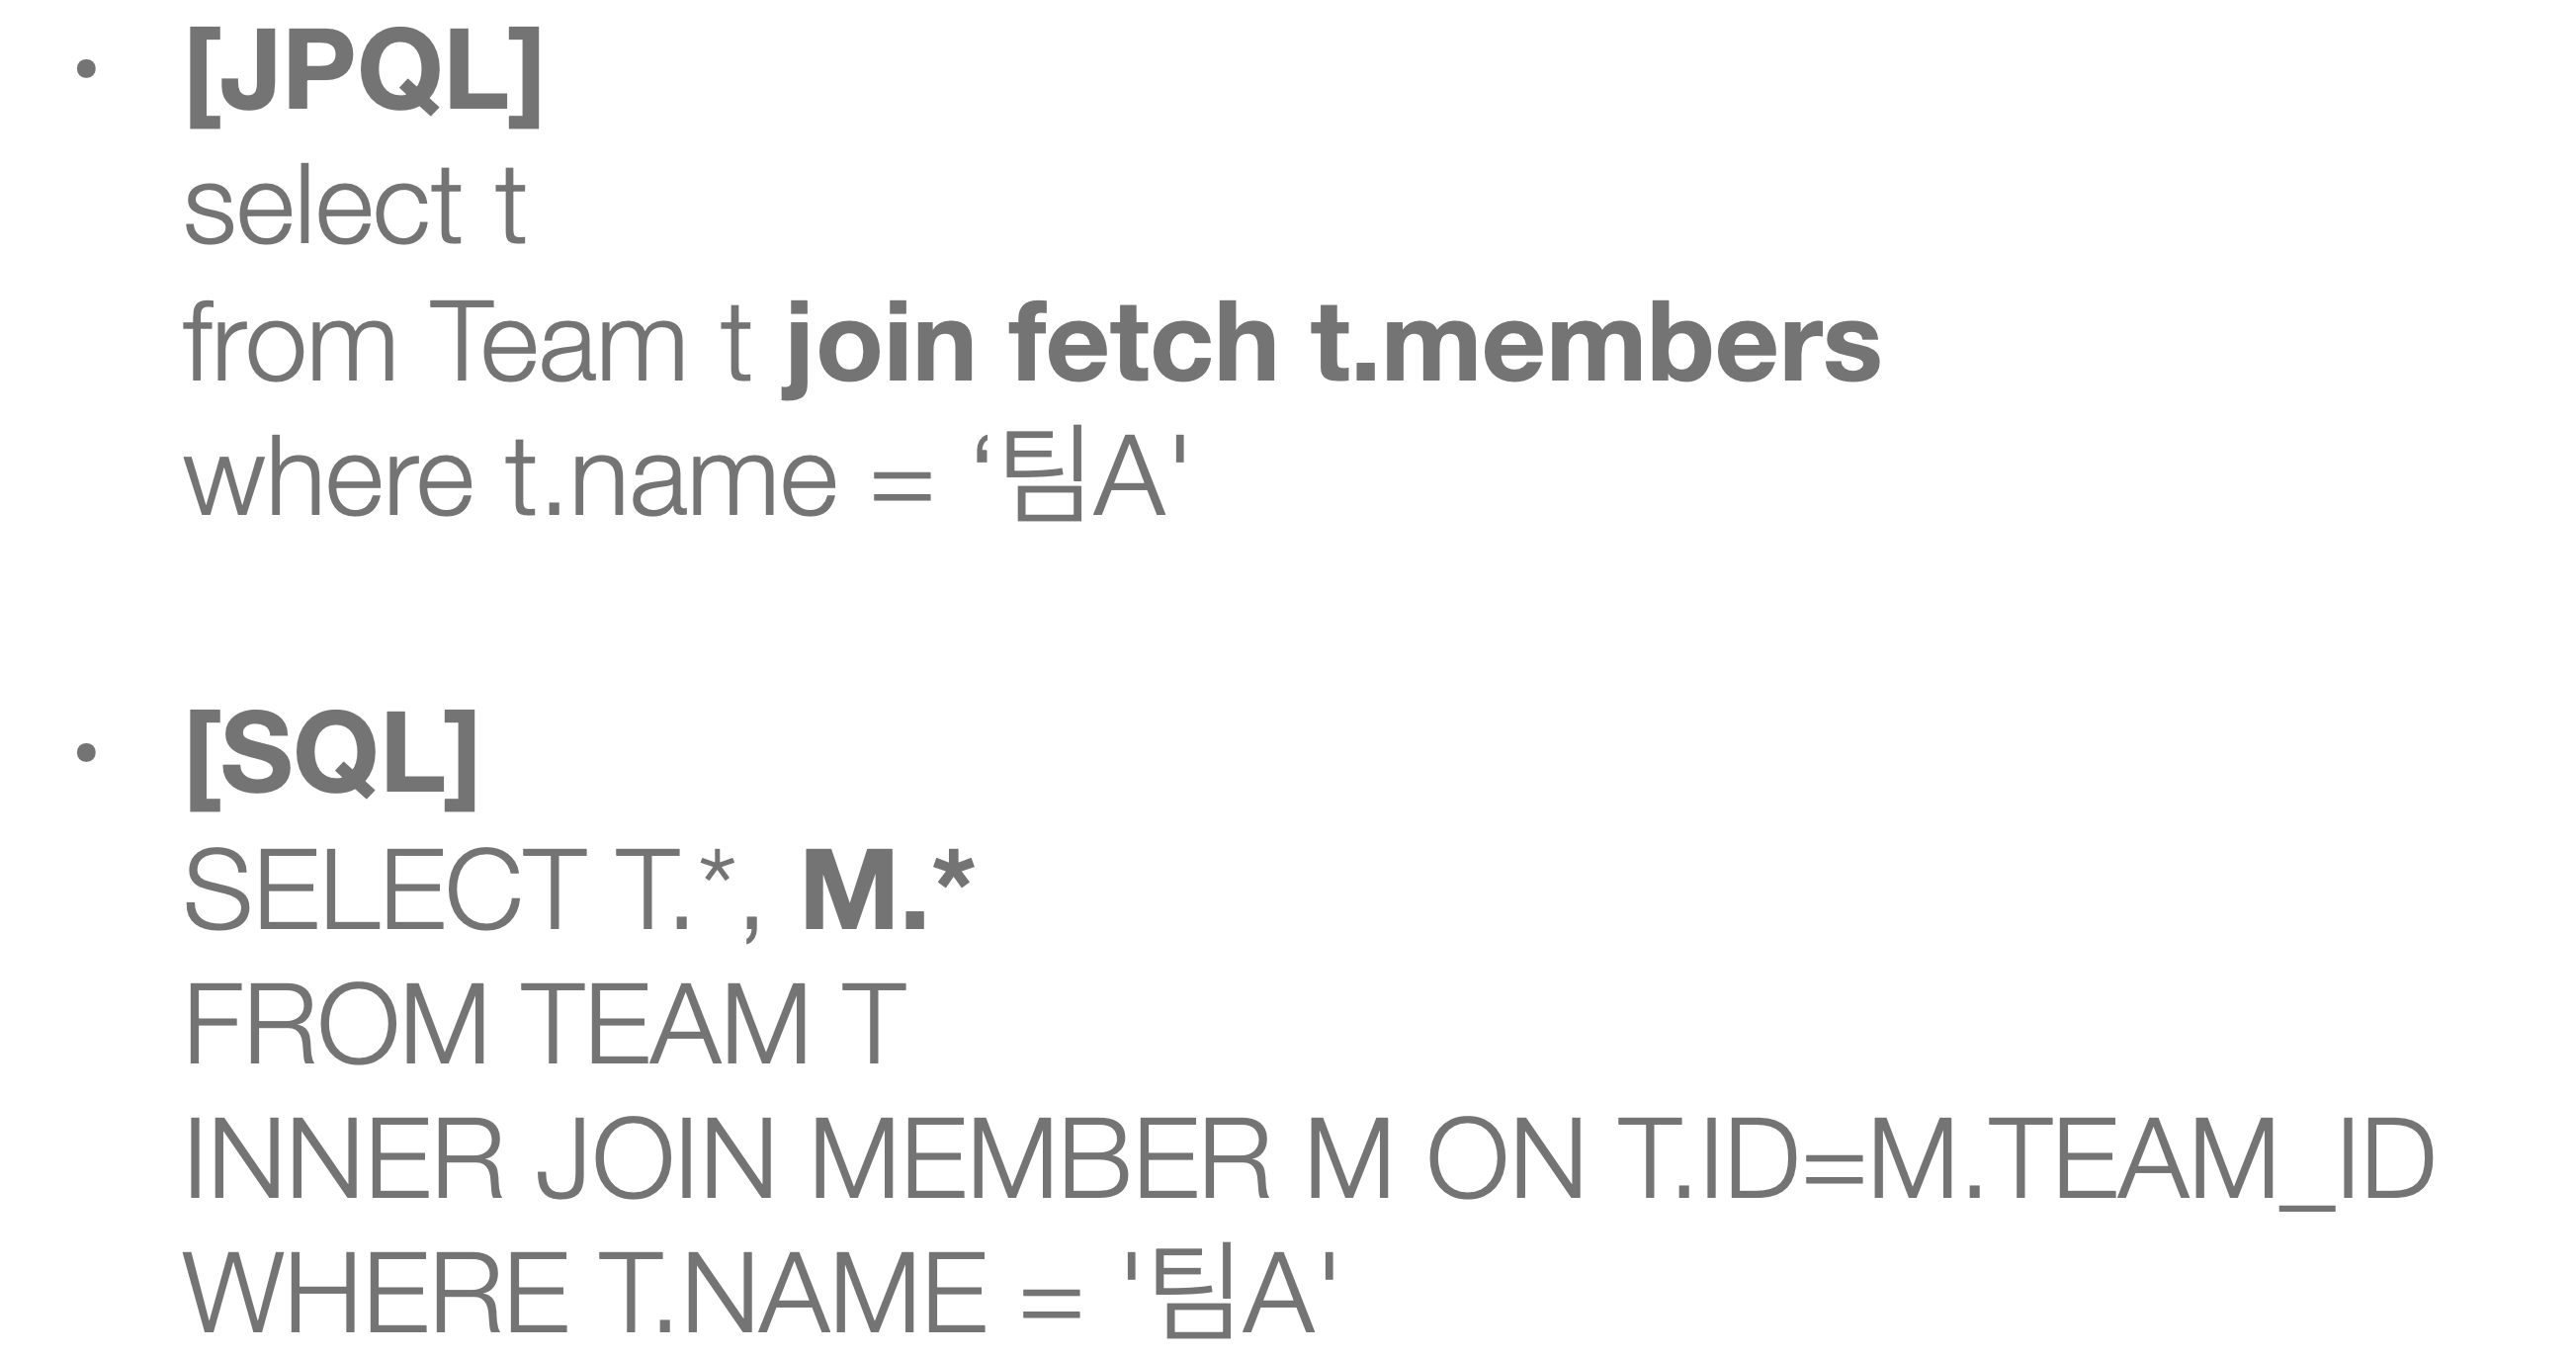 • [JPQL]
select t
from Team t join fetch t.members
where t.name = ‘팀A'
• [SQL]
SELECT T.*, M.*
FROM TEAM T
INNER JOIN MEMBER M ON T.ID=M.TEAM_ID
WHERE T.NAME = '팀A'